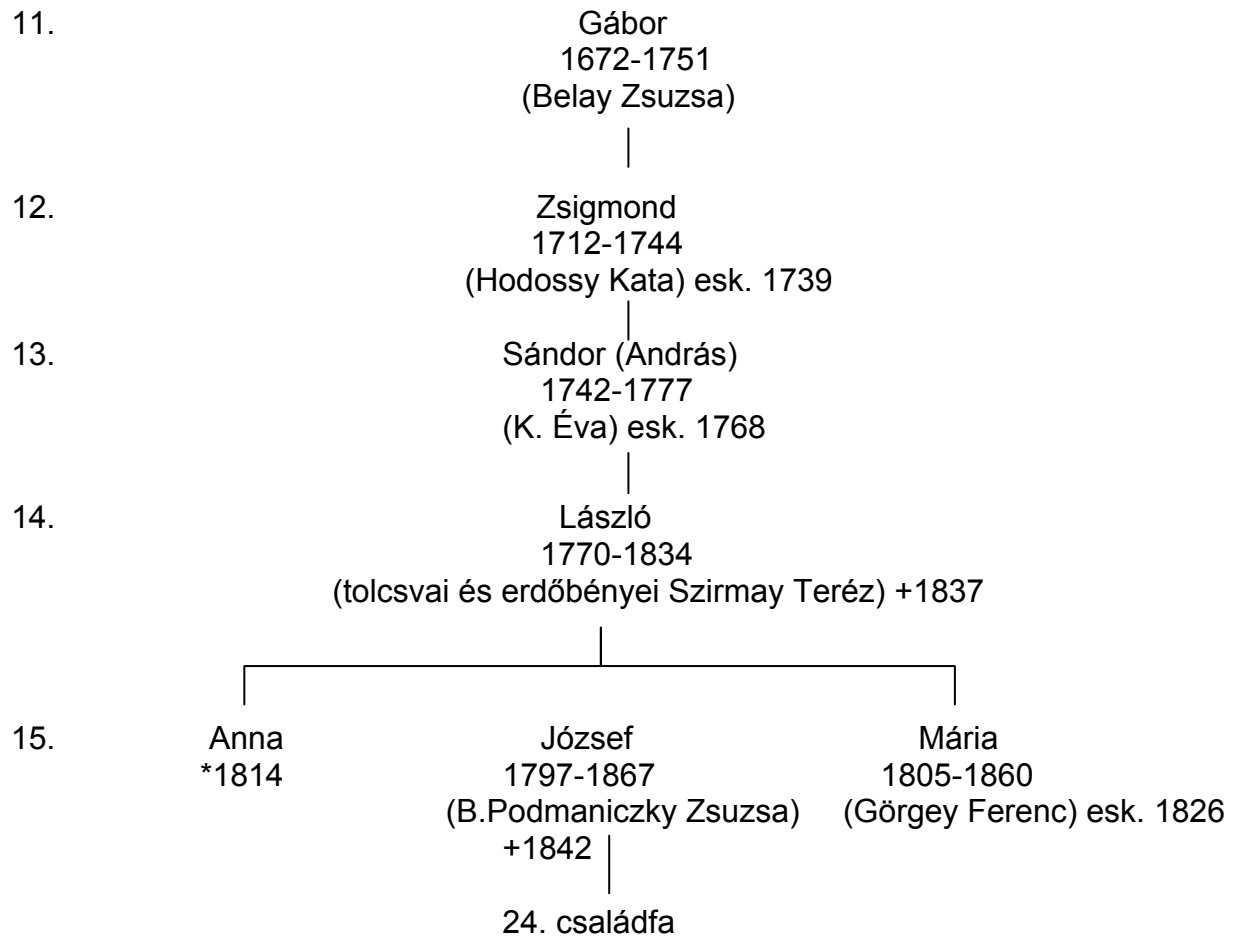 11. Gábor
1672-1751
(Belay Zsuzsa)
12. Zsigmond
1712-1744
(Hodossy Kata) esk. 1739
13. Sándor (András)
1742-1777
(K. Éva) esk. 1768
14. László
1770-1834
(tolcsvai és erdőbényei Szirmay Teréz) +1837
15. Anna József Mária
*1814 1797-1867 1805-1860
(B.Podmaniczky Zsuzsa) (Görgey Ferenc) esk. 1826
+1842
24. családfa